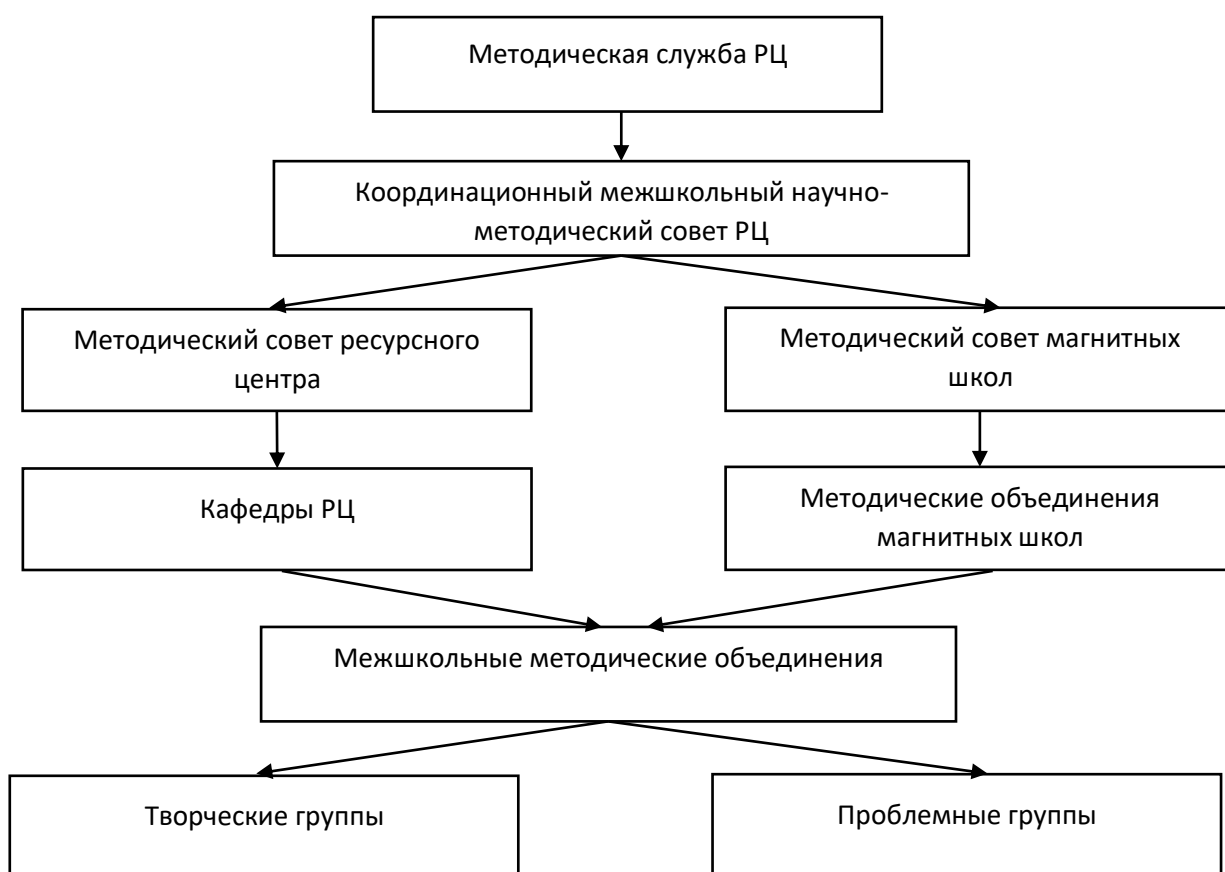 Методическая служба РЦ
Координационный межшкольный научно-
методический совет РЦ
Методический совет ресурсного
центра
Методический совет магнитных
школ
Кафедры РЦ
Методические объединения
магнитных школ
Межшкольные методические объединения
Творческие группы
Проблемные группы